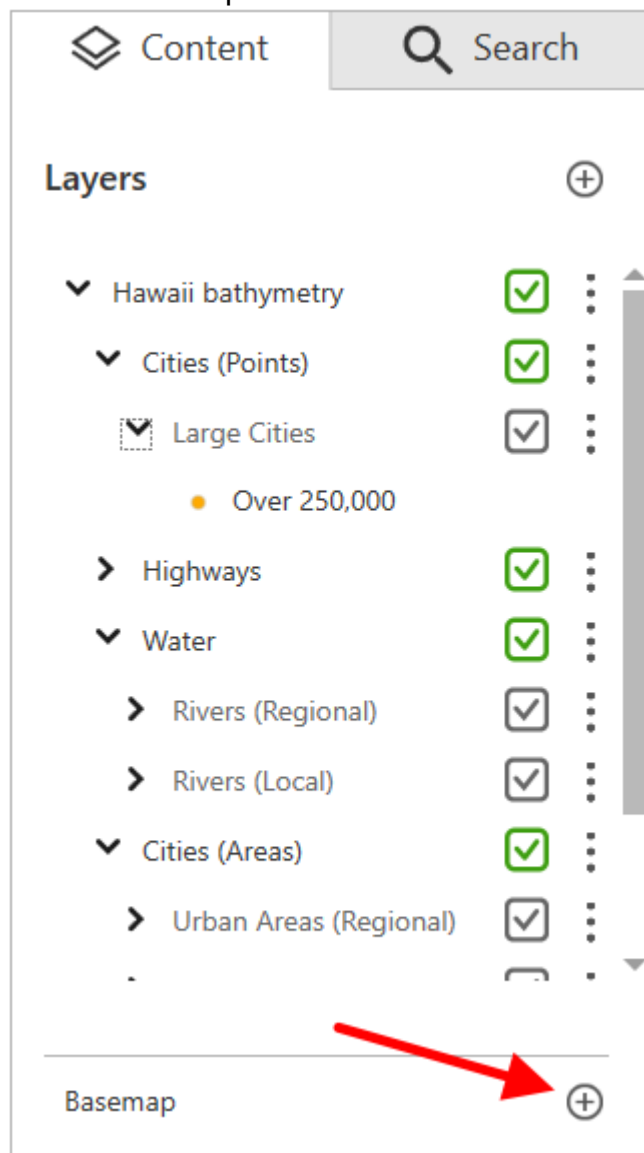 Content
Search
Layers
Hawaii bathymetry
Cities (Points)
Large Cities
Over 250,000
Highways
Water
Rivers (Regional)
Rivers (Local)
Cities (Areas)
Urban Areas (Regional)
Basemap